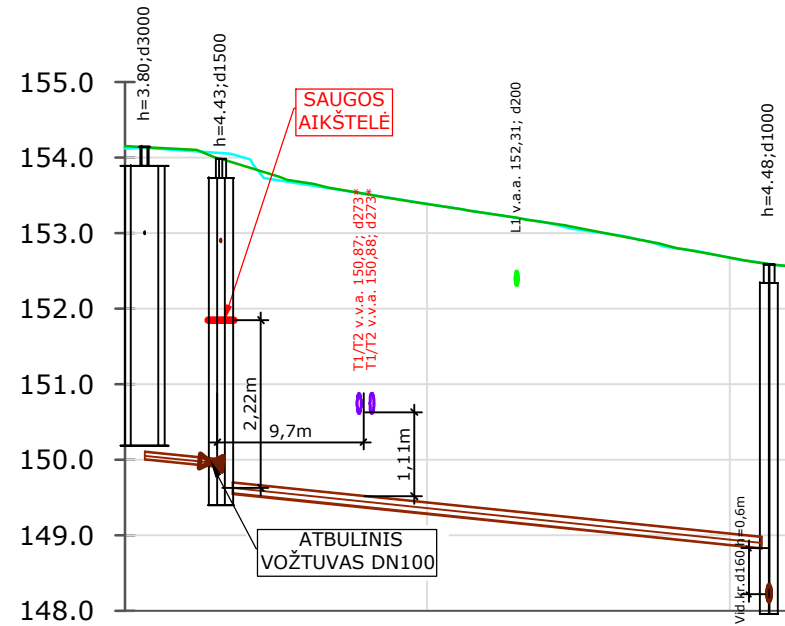 h=3.80;d3000
h=4.43;d1500
SAUGOS
AIKŠTELĖ
T1/T2 v.v.a. 150,87; d273*
T1/T2 v.v.a. 150,88; d273*
L1 v.a.a. 152,31; d200
h=4.48;d1000
155.0
154.0
153.0
152.0
151.0
150.0
149.0
148.0
2,22m
9,7m
1,11m
ATBULINIS
VOŽTUVAS DN100
Vid.kr.d160,h=0,6m